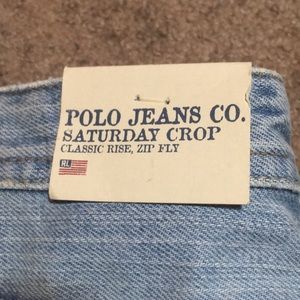 POLO JEANS CO.
SATURDAY CROP
CLASSIC RISE, ZIP FLY
RL